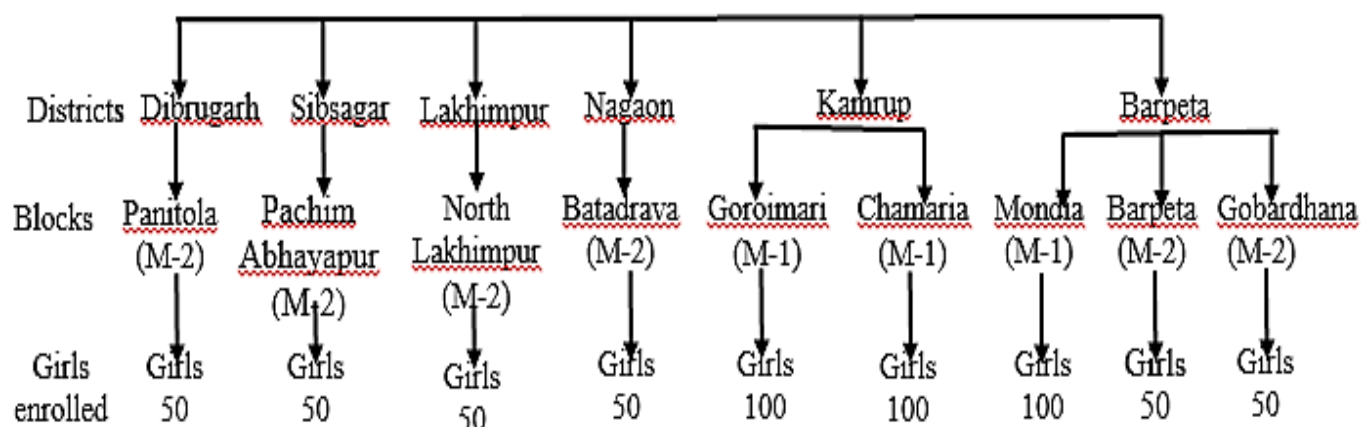 Districts Dibrugarh Sibsagar Lakhimpur Nagaon Kamrup Barpeta
Blocks Panitola Pachim North Batadrava Goroimari Chamaria Mondia Barpeta Gobardhana
(M-2) Abhayapur Lakhimpur (M-2) (M-1) (M-1) (M-1) (M-2) (M-2)
(M-2) (M-2)
Girls Girls Girls Girls Girls Girls Girls Girls Girls Girls
enrolled 50 50 50 50 100 100 100 50 50